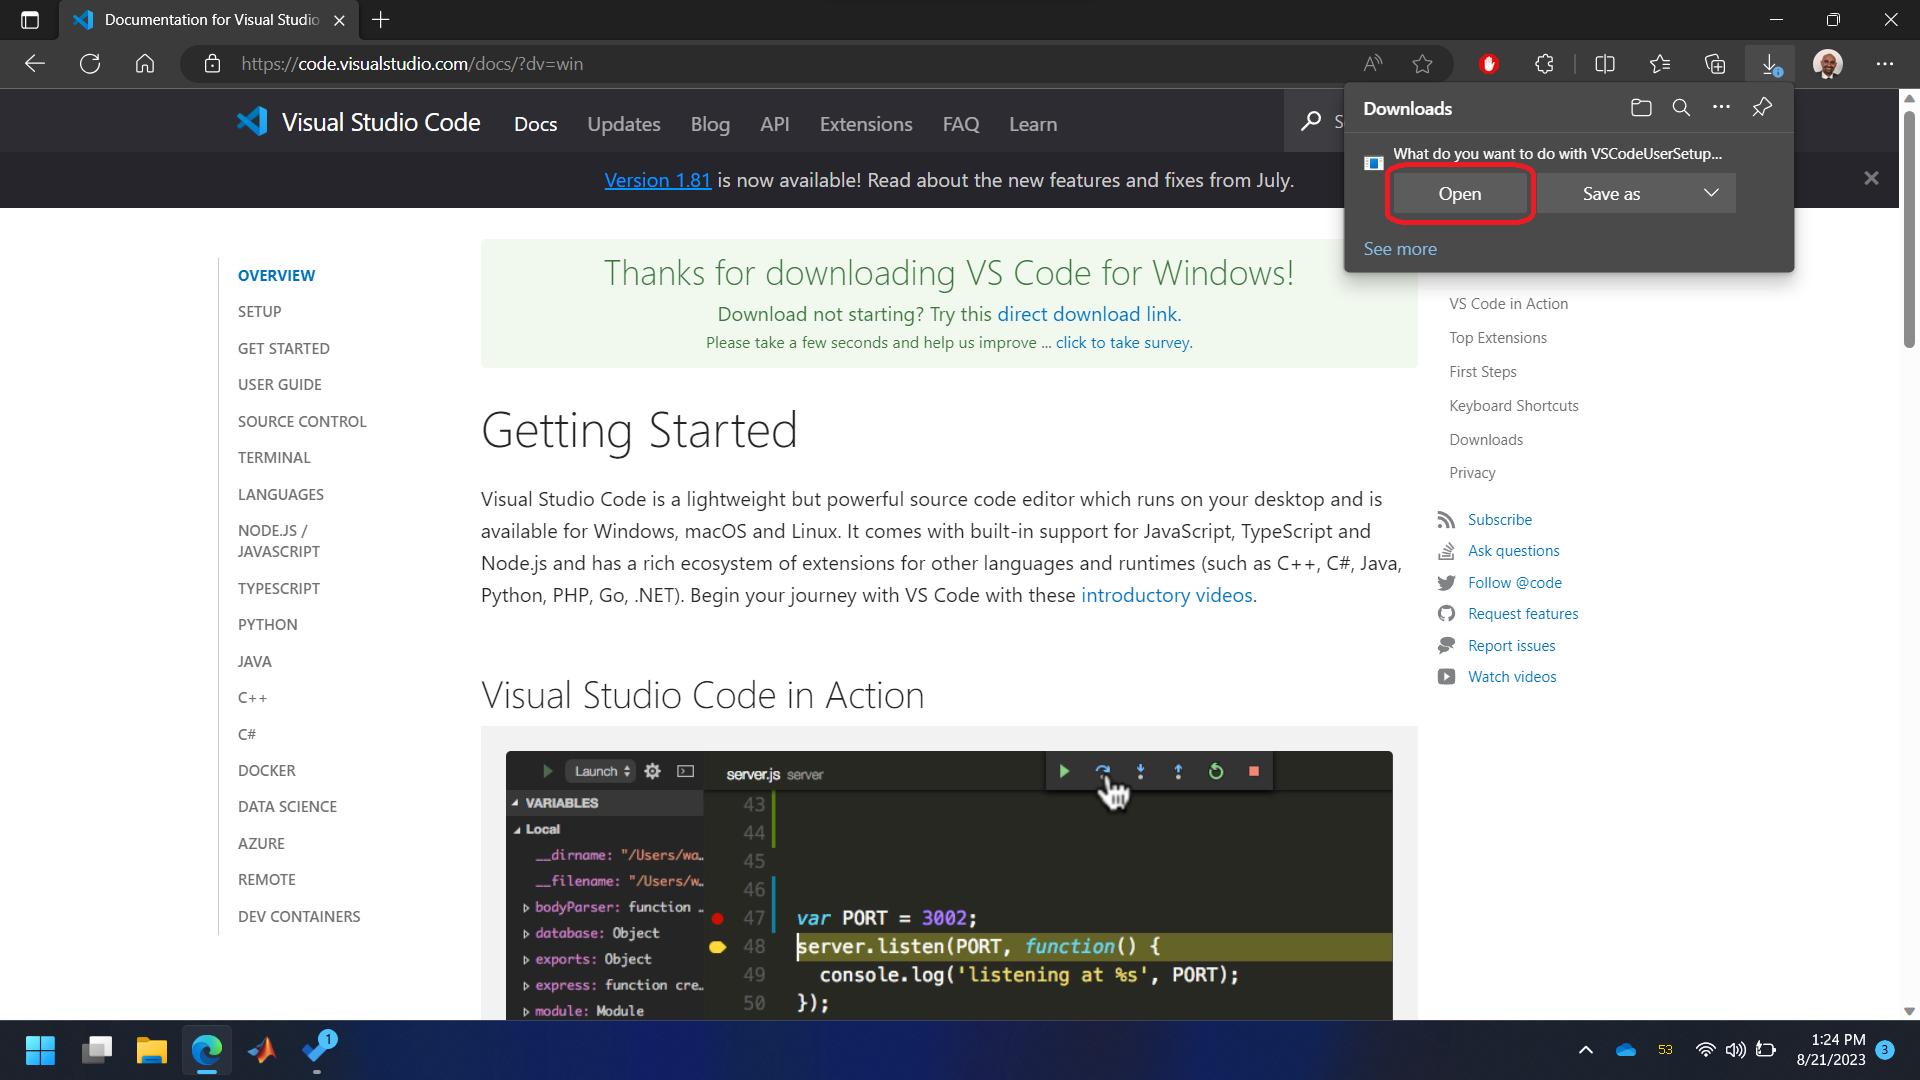 Documentation for Visual Studio
https://code.visualstudio.com/docs/?dv=win
Visual Studio Code
Docs
Updates
Blog
API
Extensions
FAQ
Learn
Version 1.81 is now available! Read about the new features and fixes from July.
Downloads
What do you want to do with VSCodeUserSetup...
Open
Save as
See more
OVERVIEW
SETUP
GET STARTED
USER GUIDE
SOURCE CONTROL
TERMINAL
LANGUAGES
NODE.JS /
JAVASCRIPT
TYPESCRIPT
PYTHON
JAVA
C++
C#
DOCKER
DATA SCIENCE
AZURE
REMOTE
DEV CONTAINERS
Thanks for downloading VS Code for Windows!
Download not starting? Try this direct download link.
Please take a few seconds and help us improve ... click to take survey.
Getting Started
Visual Studio Code is a lightweight but powerful source code editor which runs on your desktop and is
available for Windows, macOS and Linux. It comes with built-in support for JavaScript, TypeScript and
Node.js and has a rich ecosystem of extensions for other languages and runtimes (such as C++, C#, Java,
Python, PHP, Go, .NET). Begin your journey with VS Code with these introductory videos.
Visual Studio Code in Action
Launch
server.js server
VARIABLES
Local
__dirname: "/Users/wa…
__filename: "/Users/w…
bodyParser: function …
database: Object
exports: Object
express: function cre…
module: Module
43
44
45
46
47 var PORT = 3002;
48 server.listen(PORT, function() {
49 console.log('listening at %s', PORT);
50 });
VS Code in Action
Top Extensions
First Steps
Keyboard Shortcuts
Downloads
Privacy
Subscribe
Ask questions
Follow @code
Request features
Report issues
Watch videos
1
53
1:24 PM
8/21/2023
3